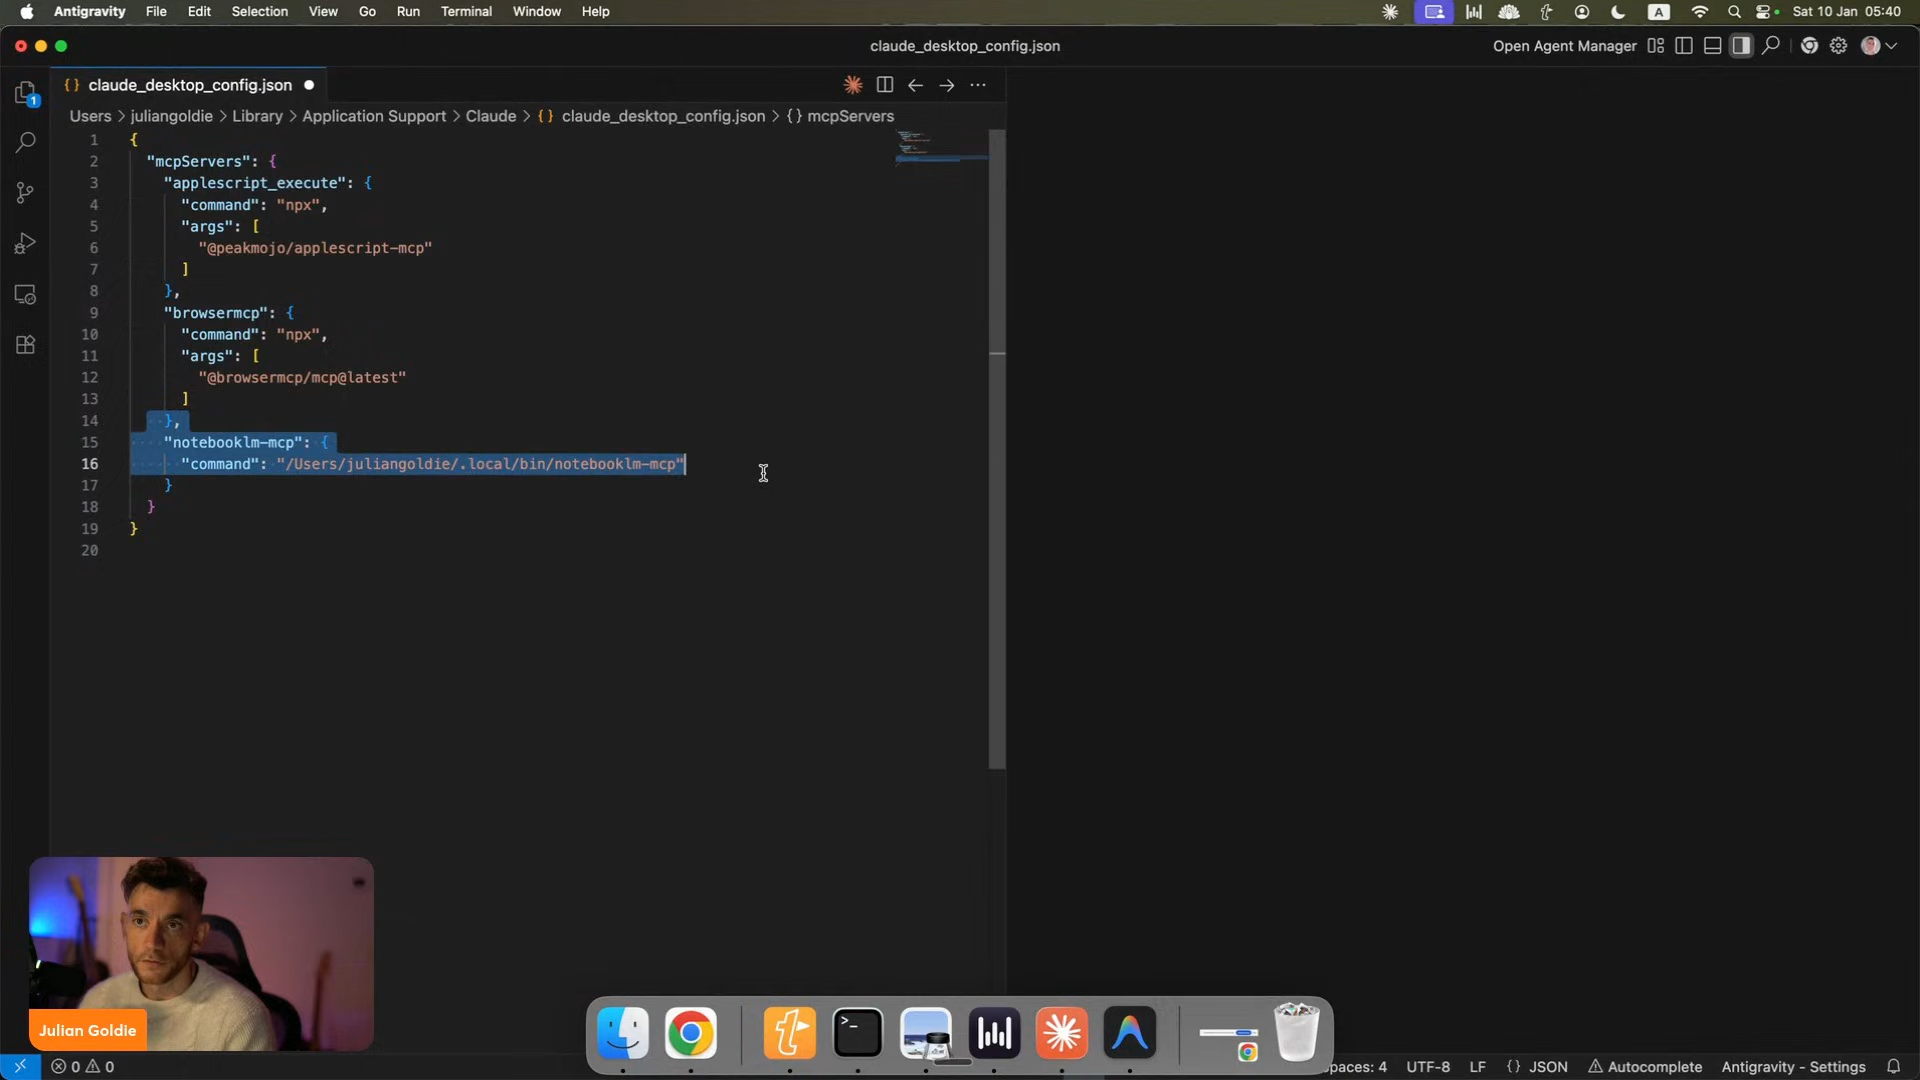 Antigravity File Edit Selection View Go Run Terminal Window Help
A Sat 10 Jan 05:40
claude_desktop_config.json
Open Agent Manager
{} claude_desktop_config.json
1
Users > juliangoldie > Library > Application Support > Claude > {} claude_desktop_config.json > {} mcpServers
1 {
2 "mcpServers": {
3 "applescript_execute": {
4 "command": "npx",
5 "args": [
6 "@peakmojo/applescript-mcp"
7 ]
8 },
9 "browsermcp": {
10 "command": "npx",
11 "args": [
12 "@browsermcp/mcp@latest"
13 ]
14 },
15 "notebooklm-mcp": {
16 "command": "/Users/juliangoldie/.local/bin/notebooklm-mcp"
17 }
18 }
19 }
20
Julian Goldie
0 0
paces: 4 UTF-8 LF {} JSON Autocomplete Antigravity - Settings